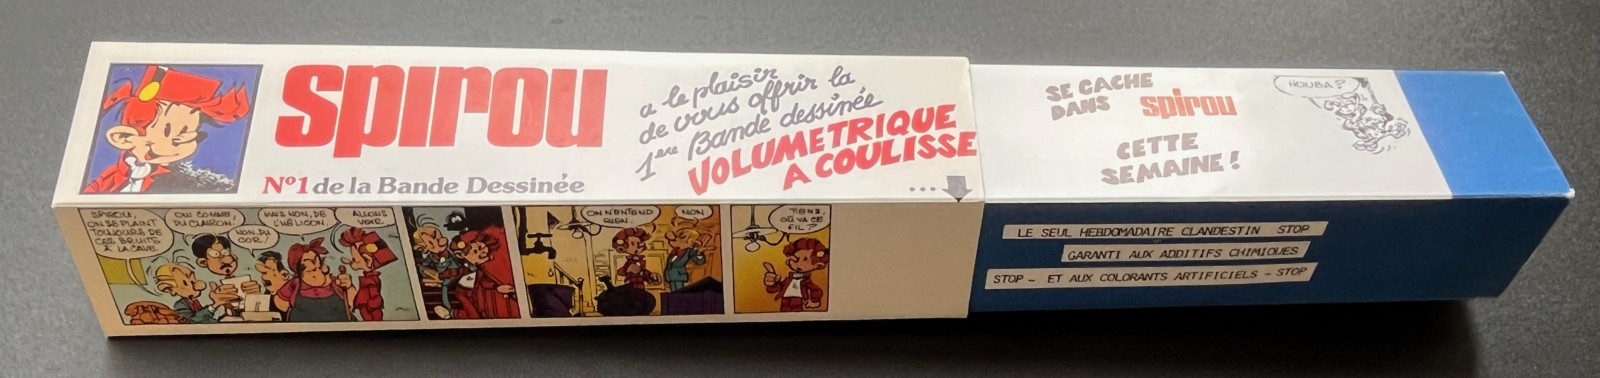 spirou
a le plaisir
de vous offrir la
1ère Bande dessinée
VOLUMETRIQUE
A COULISSE
Nº1 de la Bande Dessinée
...
SE CACHE
DANS spirou
CETTE
SEMAINE!
HOUBA?
SPIROU,
ON SE PLAINT
TOUJOURS DE
CES BRUITS
A LA CAVE.
OUI COMME,
DU CLAIRON.
NON, DU
COR!
MAIS NON, DE
L'HÉLICON
ALLONS
VOIR
ON N'ENTEND
RIEN.
NON
TIENS,
OÙ VA CE
FIL?
LE SEUL HEBDOMADAIRE CLANDESTIN STOP
GARANTI AUX ADDITIFS CHIMIQUES
STOP - ET AUX COLORANTS ARTIFICIELS - STOP